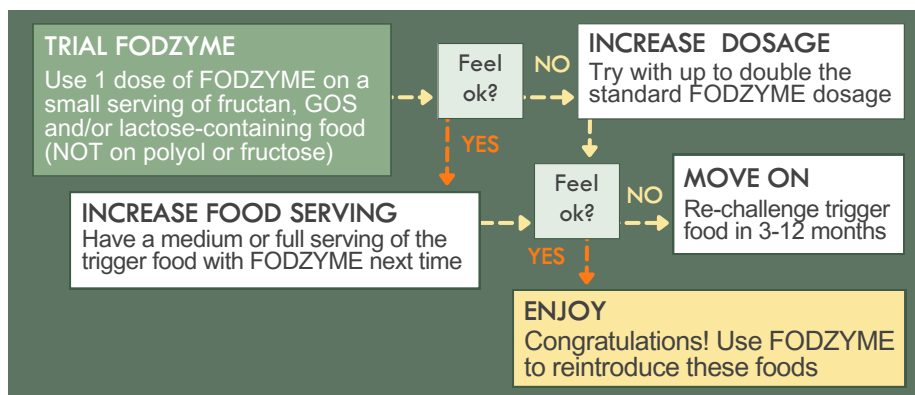 TRIAL FODZYME
Use 1 dose of FODZYME on a
small serving of fructan, GOS
and/or lactose-containing food
(NOT on polyol or fructose)
Feel
ok?
NO
INCREASE DOSAGE
Try with up to double the
standard FODZYME dosage
YES
INCREASE FOOD SERVING
Have a medium or full serving of the
trigger food with FODZYME next time
Feel
ok?
NO
MOVE ON
Re-challenge trigger
food in 3-12 months
YES
ENJOY
Congratulations! Use FODZYME
to reintroduce these foods